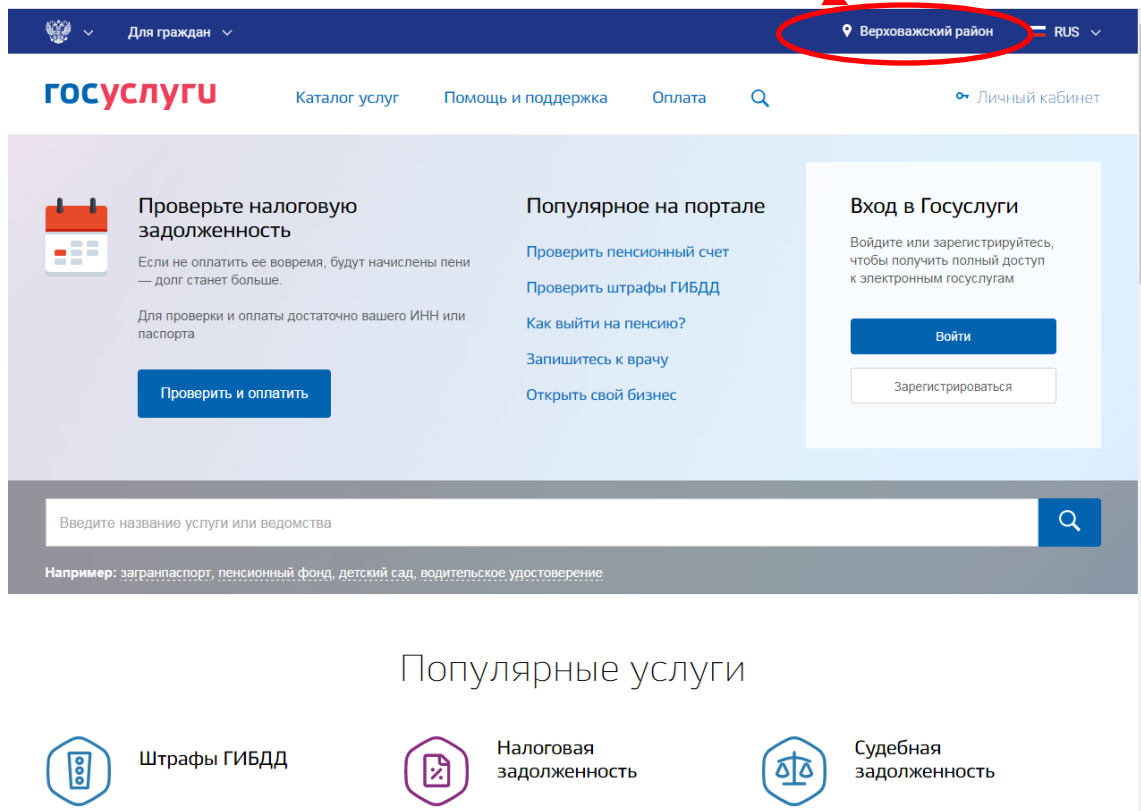 Для граждан
Верховажский район
RUS
госуслуги
Каталог услуг
Помощь и поддержка
Оплата
Личный кабинет
Проверьте налоговую
задолженность
Если не оплатить ее вовремя, будут начислены пени
— долг станет больше.
Для проверки и оплаты достаточно вашего ИНН или
паспорта
Проверить и оплатить
Популярное на портале
Проверить пенсионный счет
Проверить штрафы ГИБДД
Как выйти на пенсию?
Запишитесь к врачу
Открыть свой бизнес
Вход в Госуслуги
Войдите или зарегистрируйтесь,
чтобы получить полный доступ
к электронным госуслугам
Войти
Зарегистрироваться
Введите название услуги или ведомства
Например: загранпаспорт, пенсионный фонд, детский сад, водительское удостоверение
Популярные услуги
Штрафы ГИБДД
Налоговая
задолженность
Судебная
задолженность